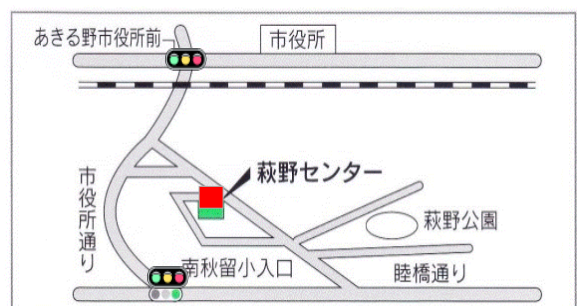 あきる野市役所前
市役所
萩野センター
市役所通り
萩野公園
南秋留小入口
睦橋通り